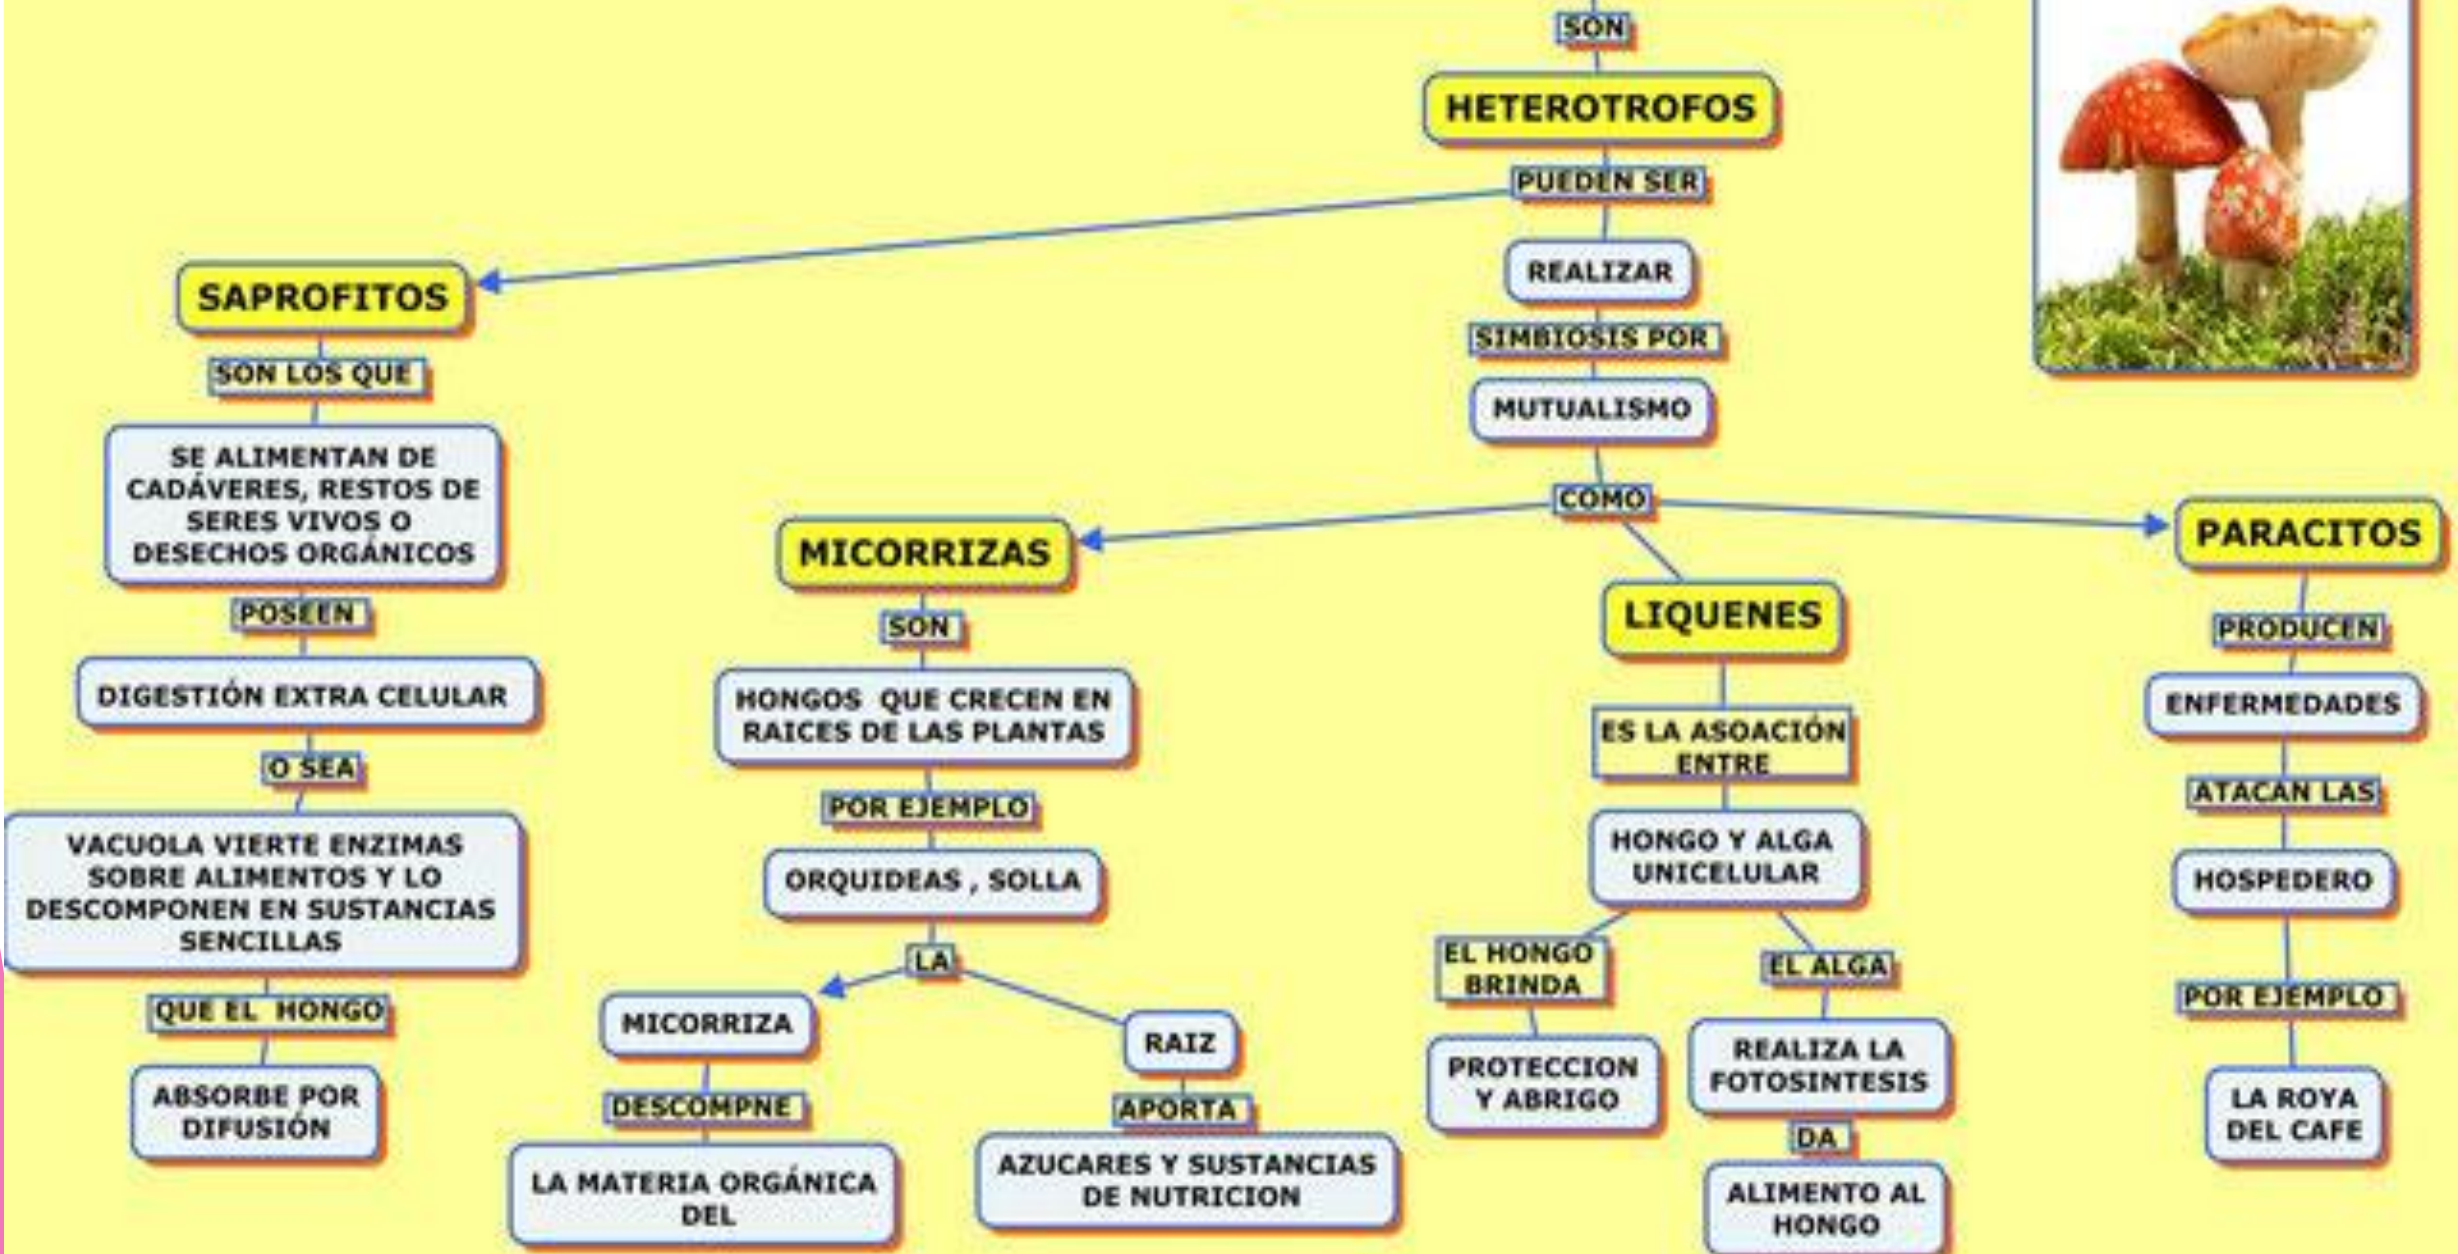 SON
HETEROTROFOS
PUEDEN SER
SAPROFITOS
SON LOS QUE
SE ALIMENTAN DE
CADÁVERES, RESTOS DE
SERES VIVOS O
DESECHOS ORGÁNICOS
POSEEN
DIGESTIÓN EXTRA CELULAR
O SEA
VACUOLA VIERTE ENZIMAS
SOBRE ALIMENTOS Y LO
DESCOMPONEN EN SUSTANCIAS
SENCILLAS
QUE EL HONGO
ABSORBE POR
DIFUSIÓN
REALIZAR
SIMBIOSIS POR
MUTUALISMO
COMO
MICORRIZAS
SON
HONGOS QUE CRECEN EN
RAICES DE LAS PLANTAS
POR EJEMPLO
ORQUIDEAS , SOLLA
LA
MICORRIZA
DESCOMPNE
LA MATERIA ORGÁNICA
DEL
RAIZ
APORTA
AZUCARES Y SUSTANCIAS
DE NUTRICION
LIQUENES
ES LA ASOACIÓN
ENTRE
HONGO Y ALGA
UNICELULAR
EL HONGO
BRINDA
PROTECCION
Y ABRIGO
EL ALGA
REALIZA LA
FOTOSINTESIS
DA
ALIMENTO AL
HONGO
PARACITOS
PRODUCEN
ENFERMEDADES
ATACAN LAS
HOSPEDERO
POR EJEMPLO
LA ROYA
DEL CAFE